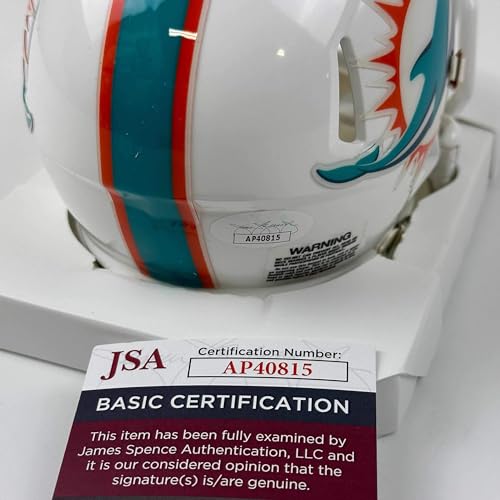 AP40815
WARNING
JSA
Certification Number:
AP40815
BASIC CERTIFICATION
This item has been fully examined by
James Spence Authentication, LLC and
it is our considered opinion that the
signature(s) is/are genuine.